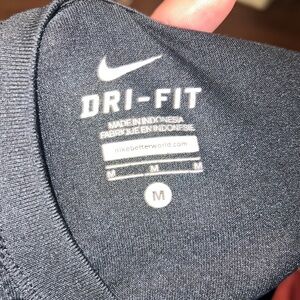 DRI-FIT
MADE IN INDONESIA
FABRIQUE EN INDONESIE
nikebetterworld.com
M M M
M